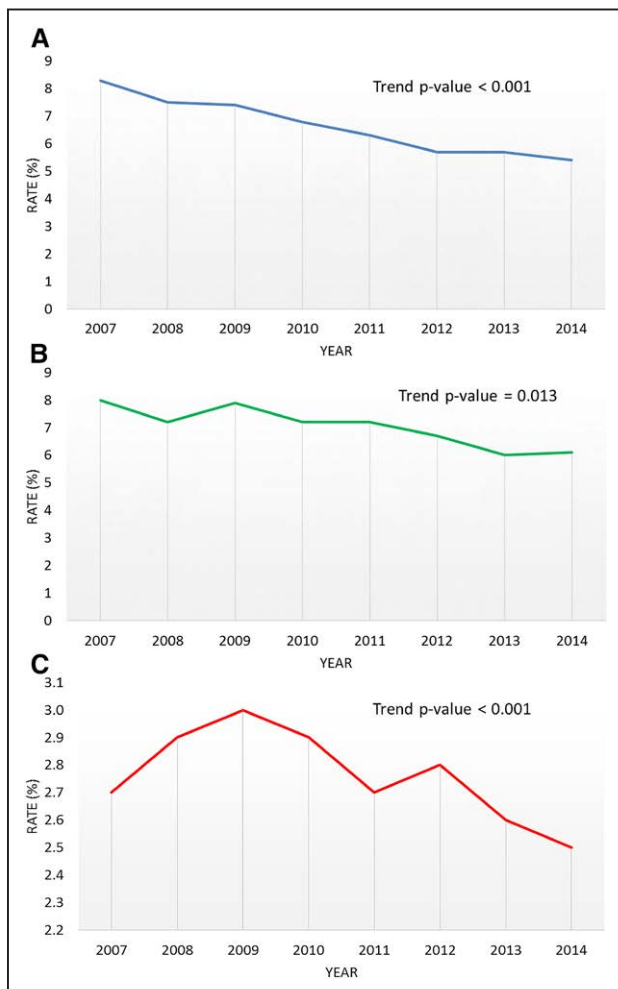 A
9
Trend p-value < 0.001
8
7
6
5
4
3
2
1
0
RATE (%)
2007 2008 2009 2010 2011 2012 2013 2014
YEAR
B
9
Trend p-value = 0.013
8
7
6
5
4
3
2
1
0
RATE (%)
2007 2008 2009 2010 2011 2012 2013 2014
YEAR
C
3.1
Trend p-value < 0.001
3.0
2.9
2.8
2.7
2.6
2.5
2.4
2.3
2.2
RATE (%)
2007 2008 2009 2010 2011 2012 2013 2014
YEAR